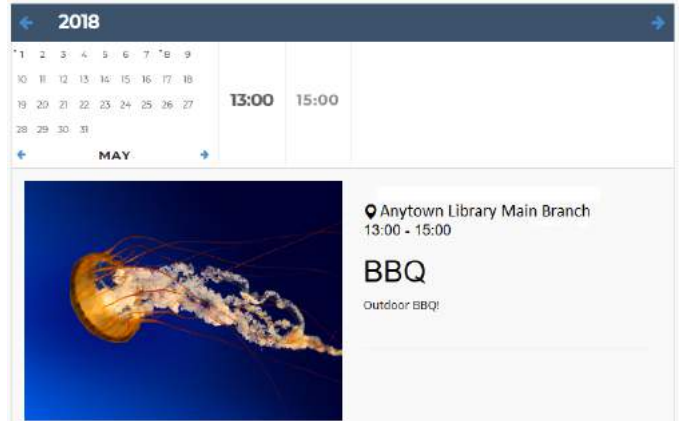 2018
1 2 3 4 5 6 7 8 9
10 11 12 13 14 15 16 17 18
19 20 21 22 23 24 25 26 27
28 29 30 31
MAY
13:00 15:00
Anytown Library Main Branch
13:00 - 15:00
BBQ
Outdoor BBQ!